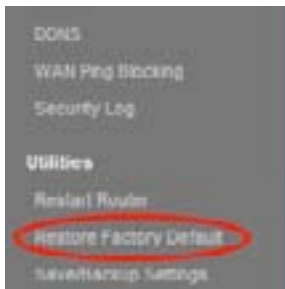 DDNS
WAN Ping Blocking
Security Log
Utilities
Restart Router
Restore Factory Default
Save/Backup Settings